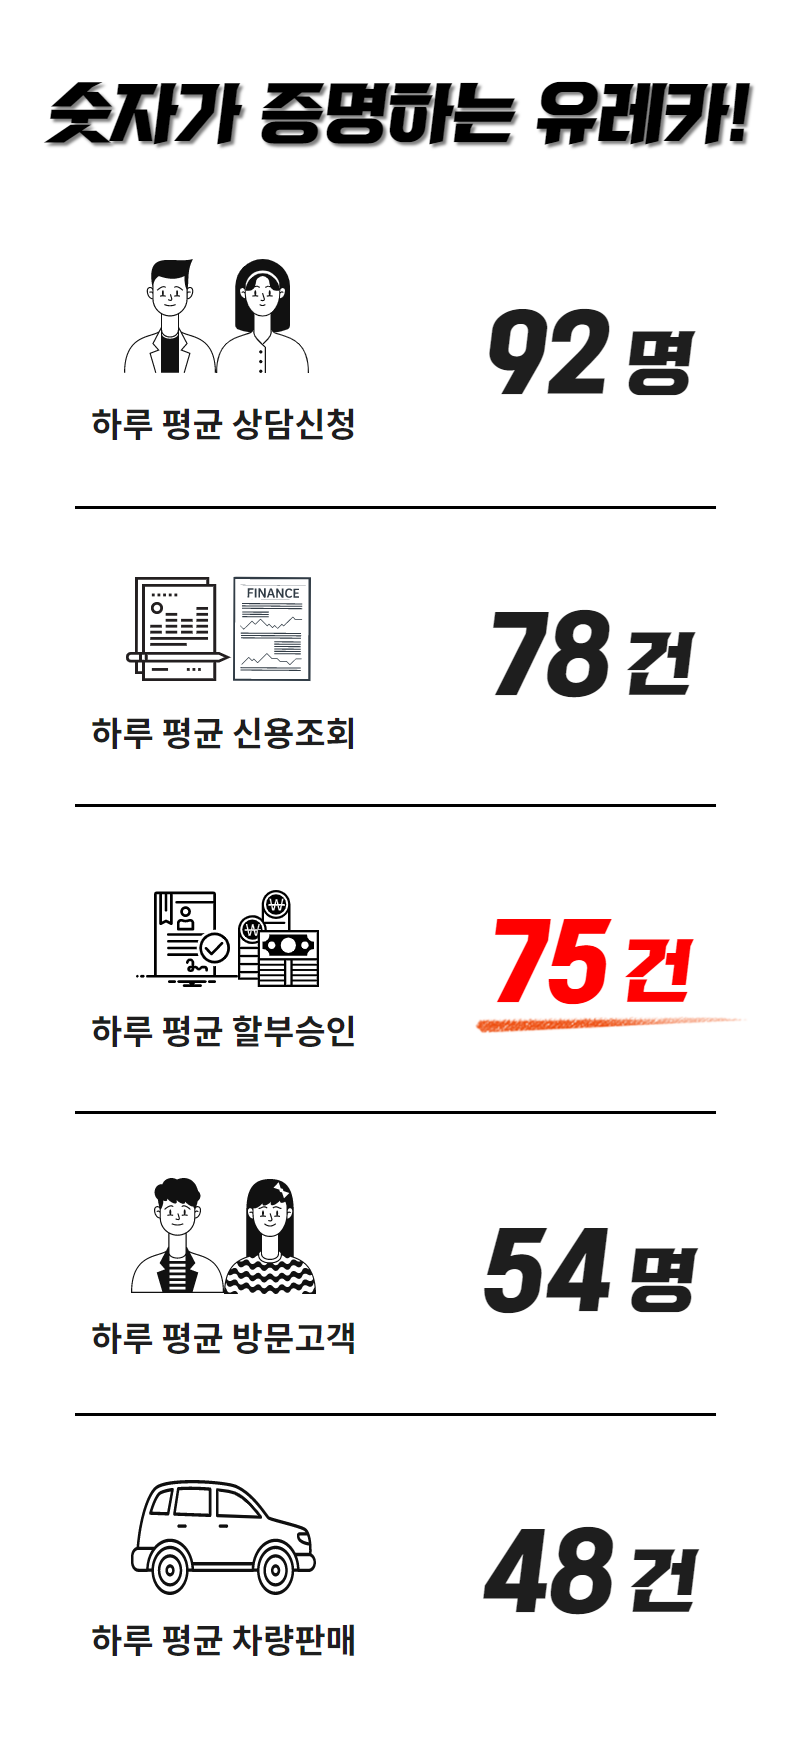 숫자가 증명하는 유레카!
92 명
하루 평균 상담신청
FINANCE
78 건
하루 평균 신용조회
₩
₩
75 건
하루 평균 할부승인
54 명
하루 평균 방문고객
48 건
하루 평균 차량판매